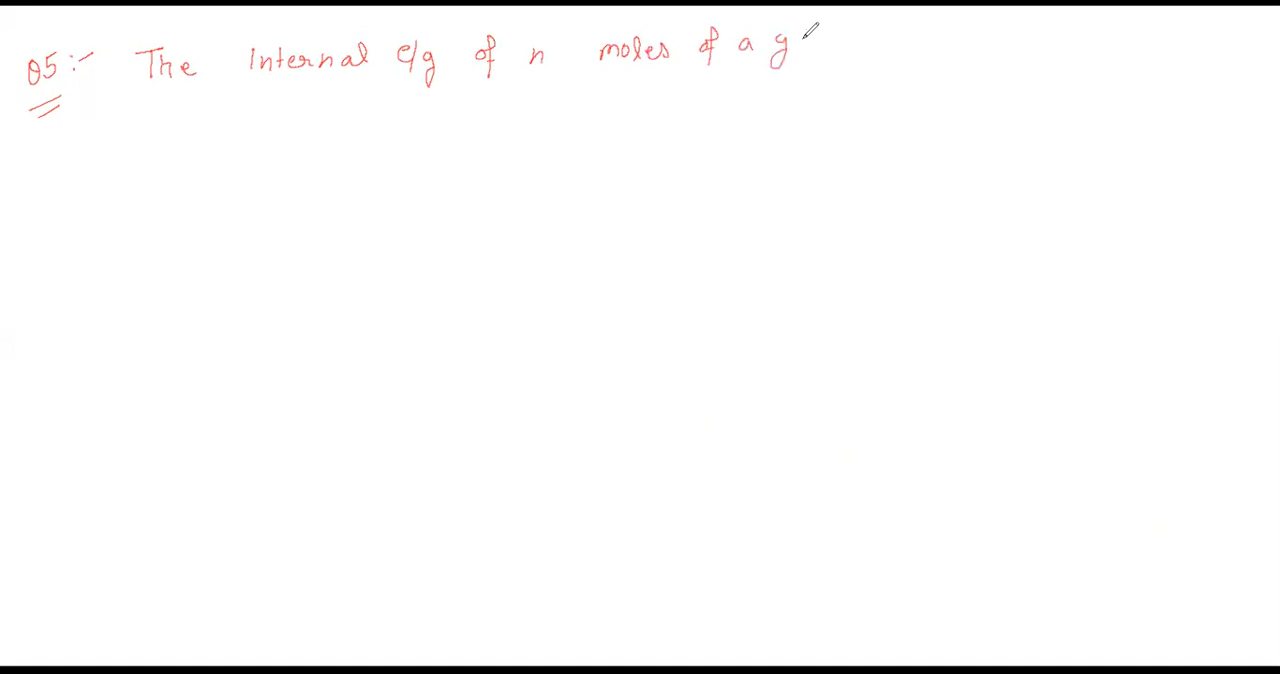 Q5:- The Internal e/g of n moles of a g